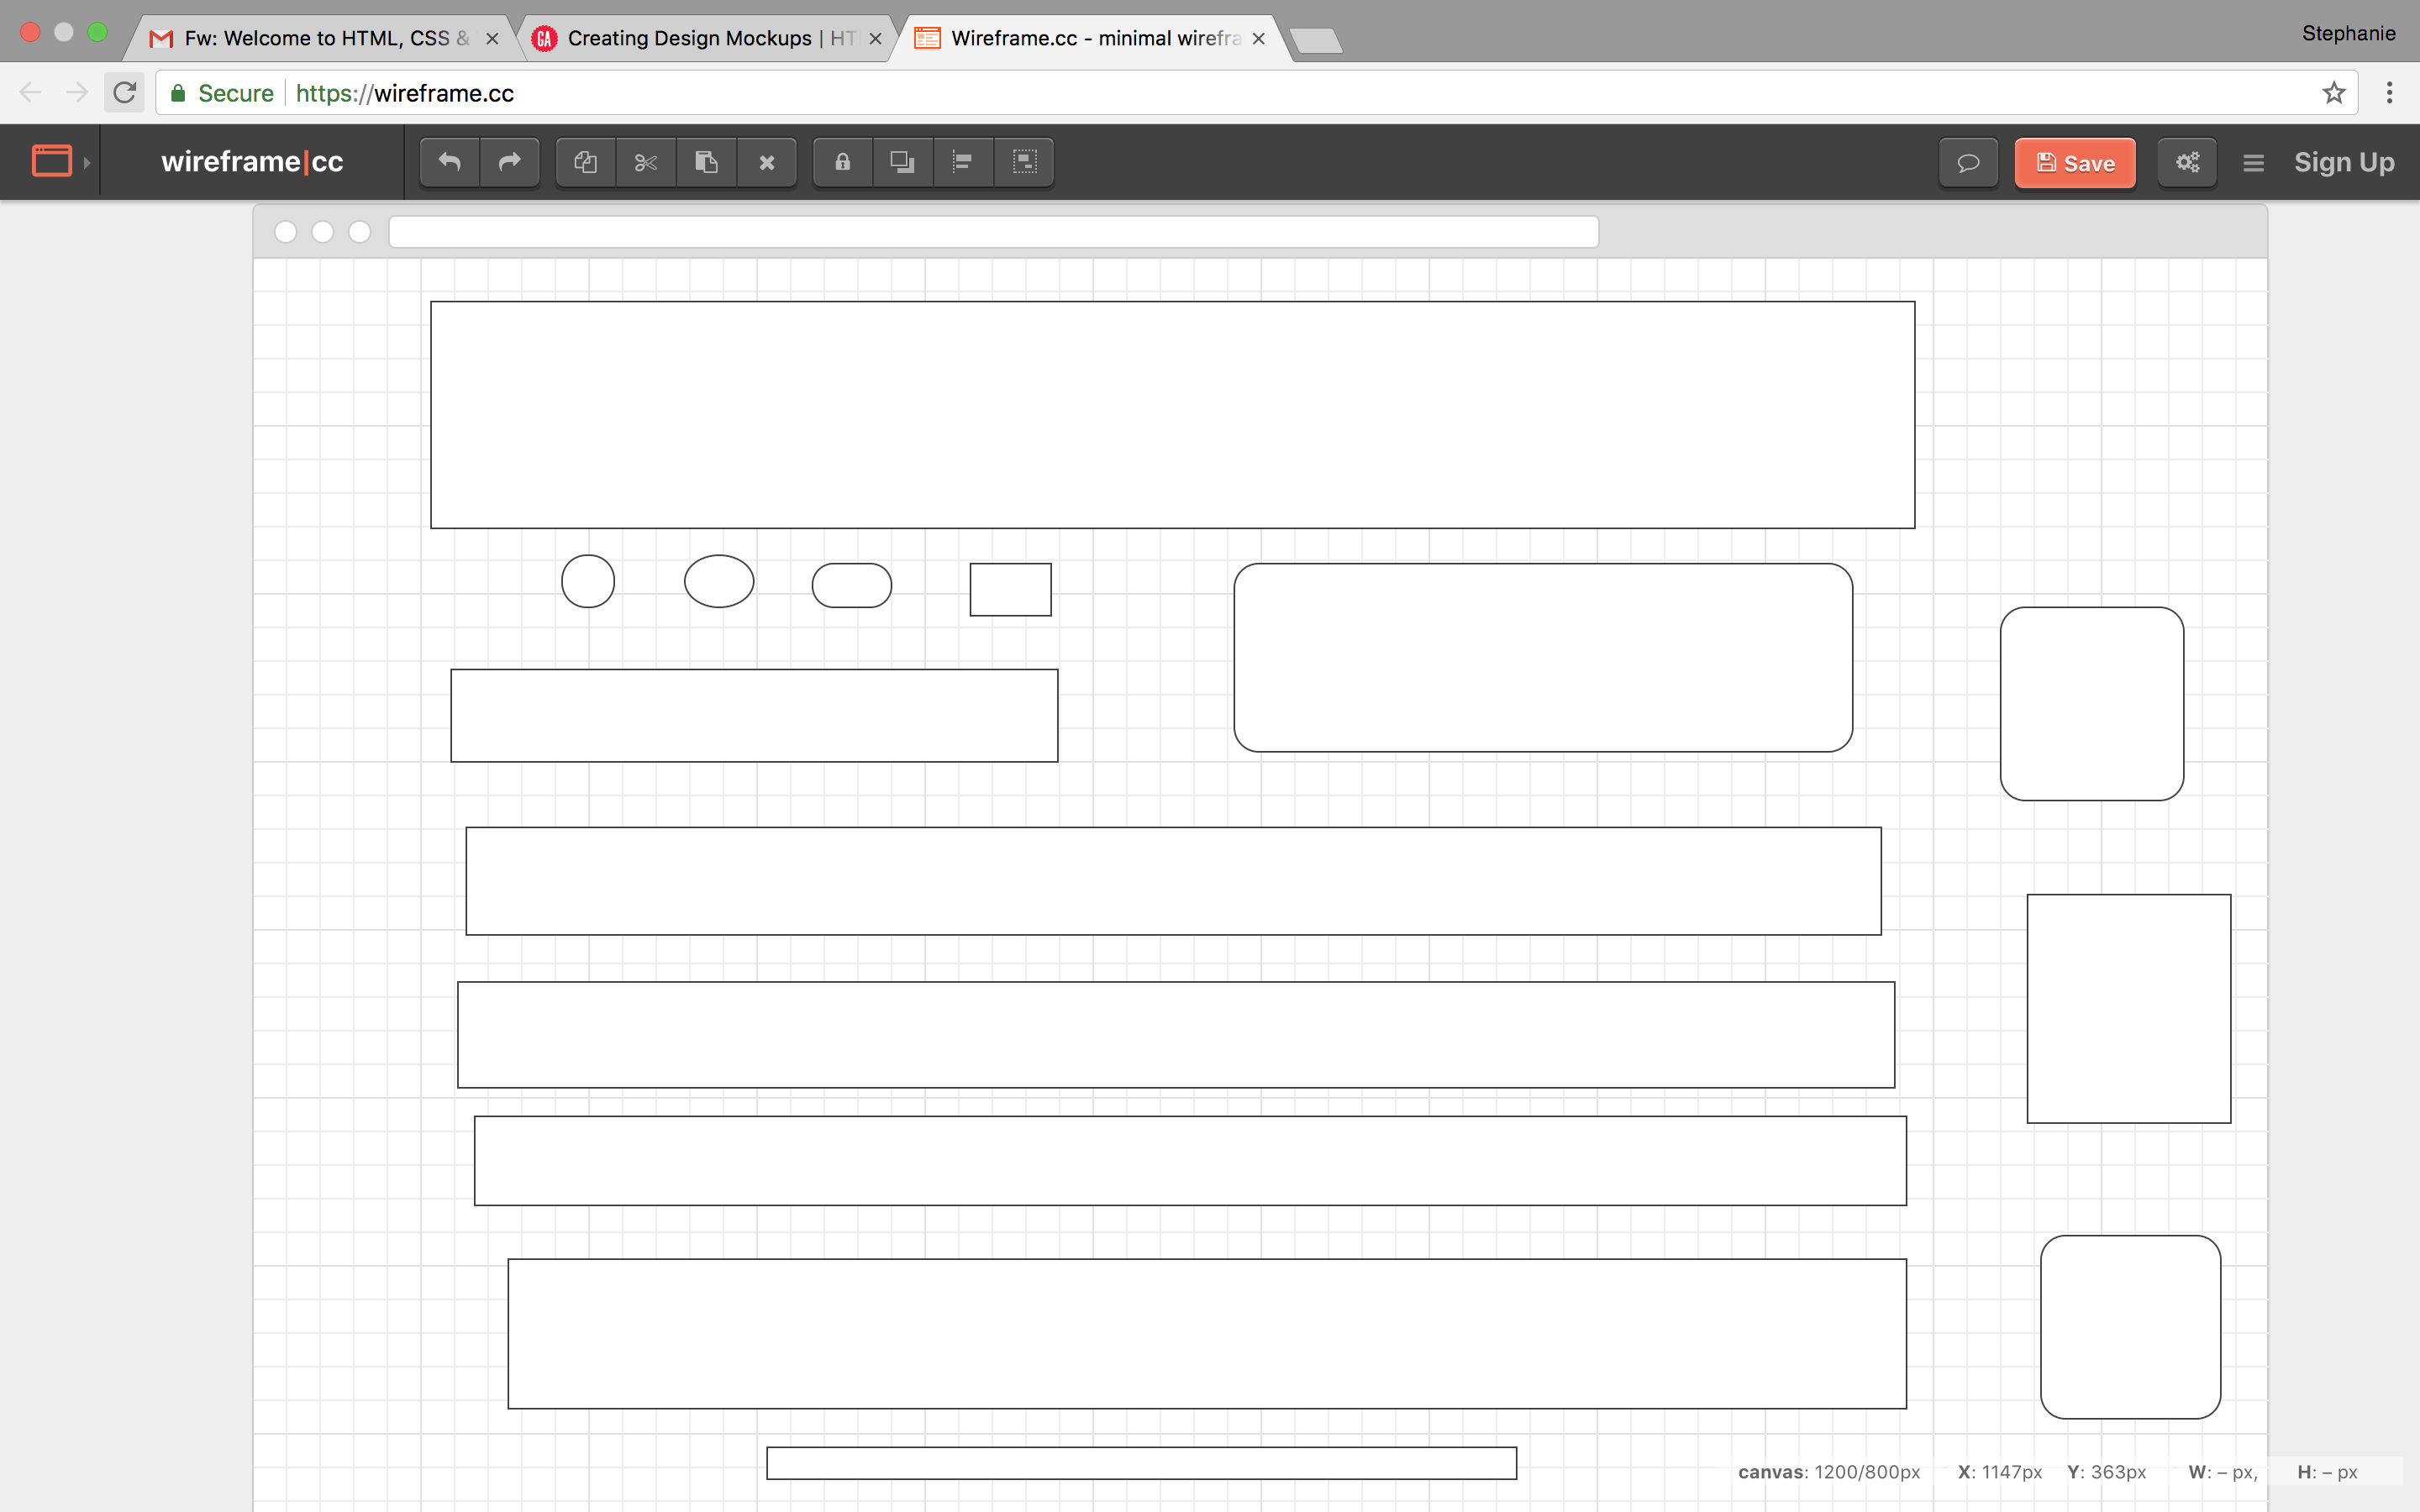 Fw: Welcome to HTML, CSS &
Creating Design Mockups | HT
Wireframe.cc - minimal wirefra
Stephanie
Secure
https://wireframe.cc
wireframe|cc
Save
Sign Up
GA
canvas: 1200/800px X: 1147px Y: 363px W: – px, H: – px